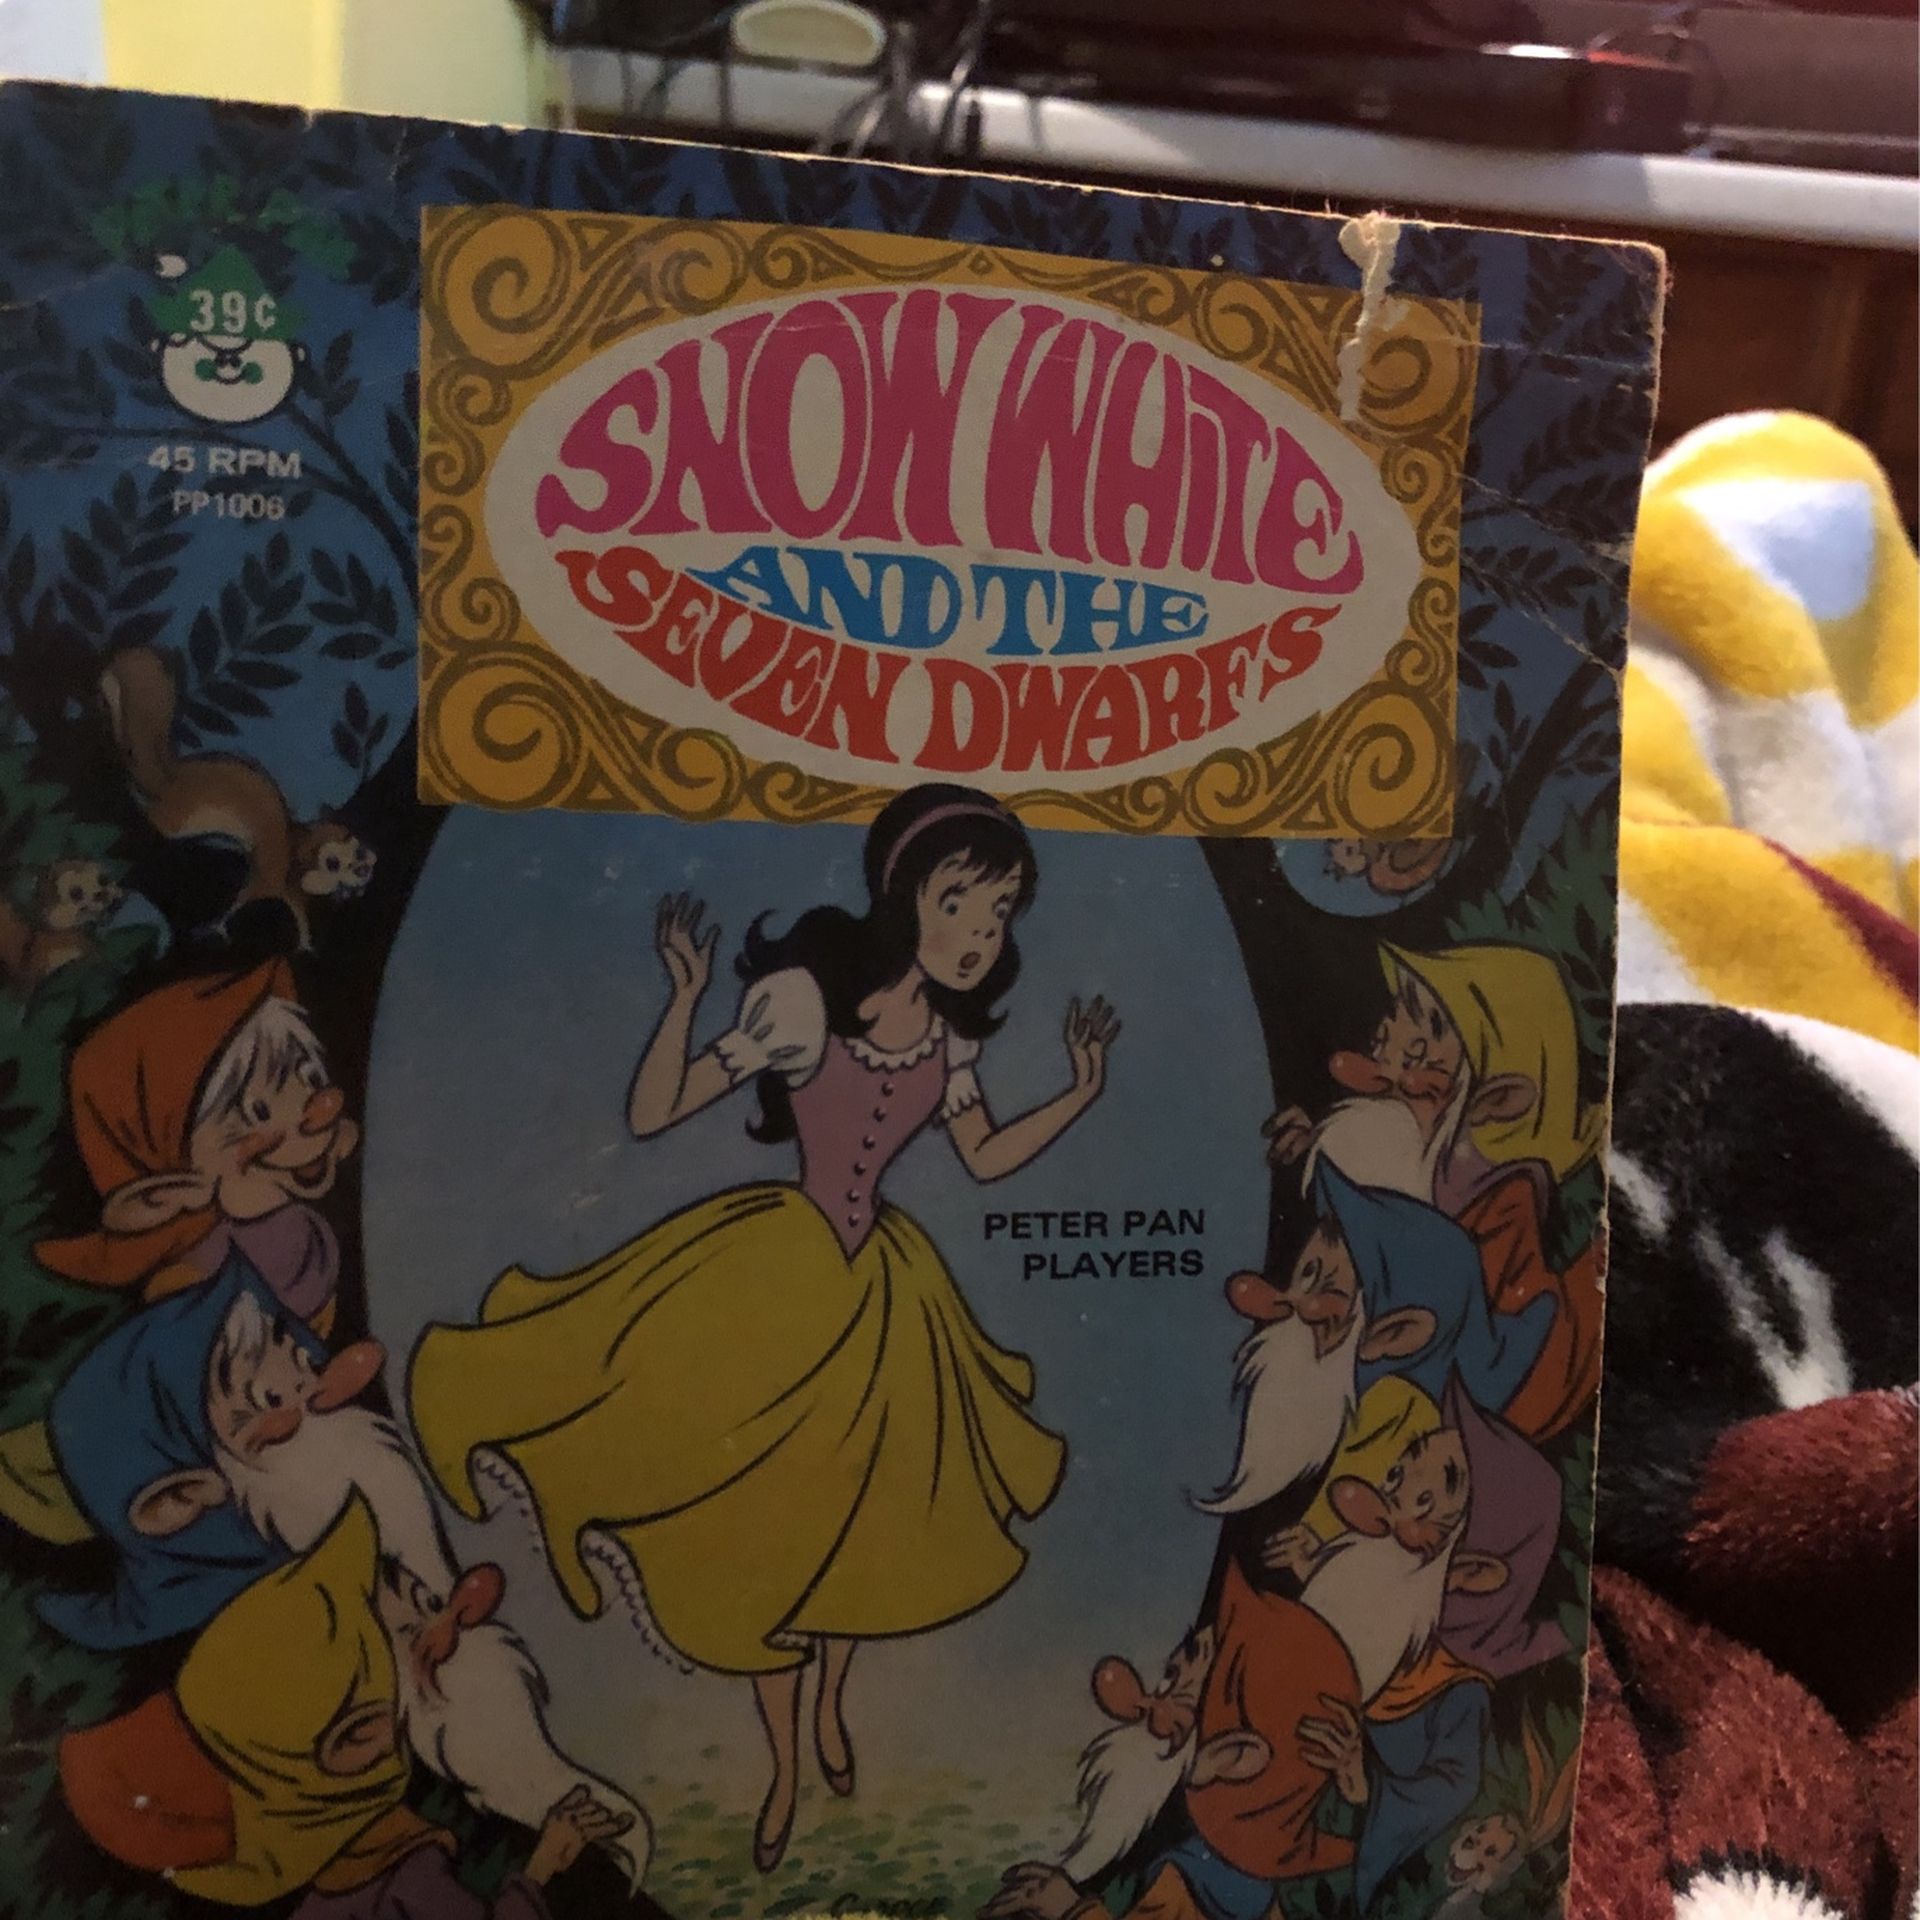 39¢
45 RPM
PP1006
SNOW WHITE
AND THE
SEVEN DWARFS
PETER PAN
PLAYERS